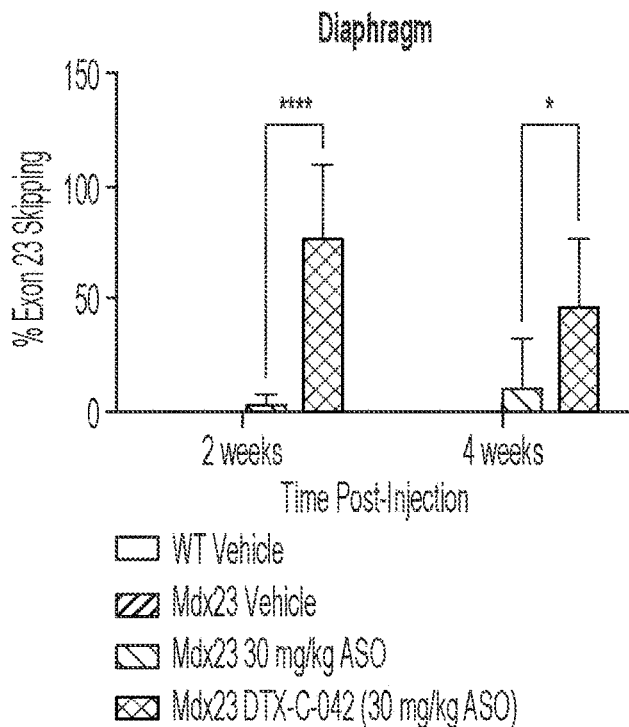 Diaphragm
150
100
50
0
% Exon 23 Skipping
****
*
2 weeks
4 weeks
Time Post-Injection
WT Vehicle
Mdx23 Vehicle
Mdx23 30 mg/kg ASO
Mdx23 DTX-C-042 (30 mg/kg ASO)